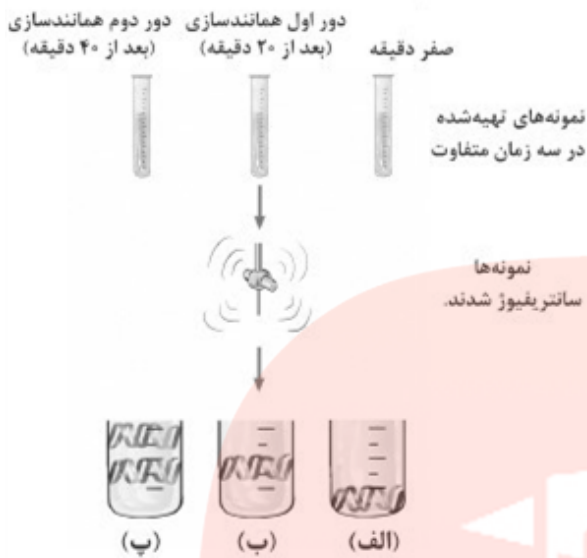 صفر دقیقه
دور اول همانندسازی
(بعد از ۲۰ دقیقه)
دور دوم همانندسازی
(بعد از ۴۰ دقیقه)
نمونه‌های تهیه‌شده
در سه زمان متفاوت
نمونه‌ها
سانتریفیوژ شدند.
(الف)
(ب)
(پ)